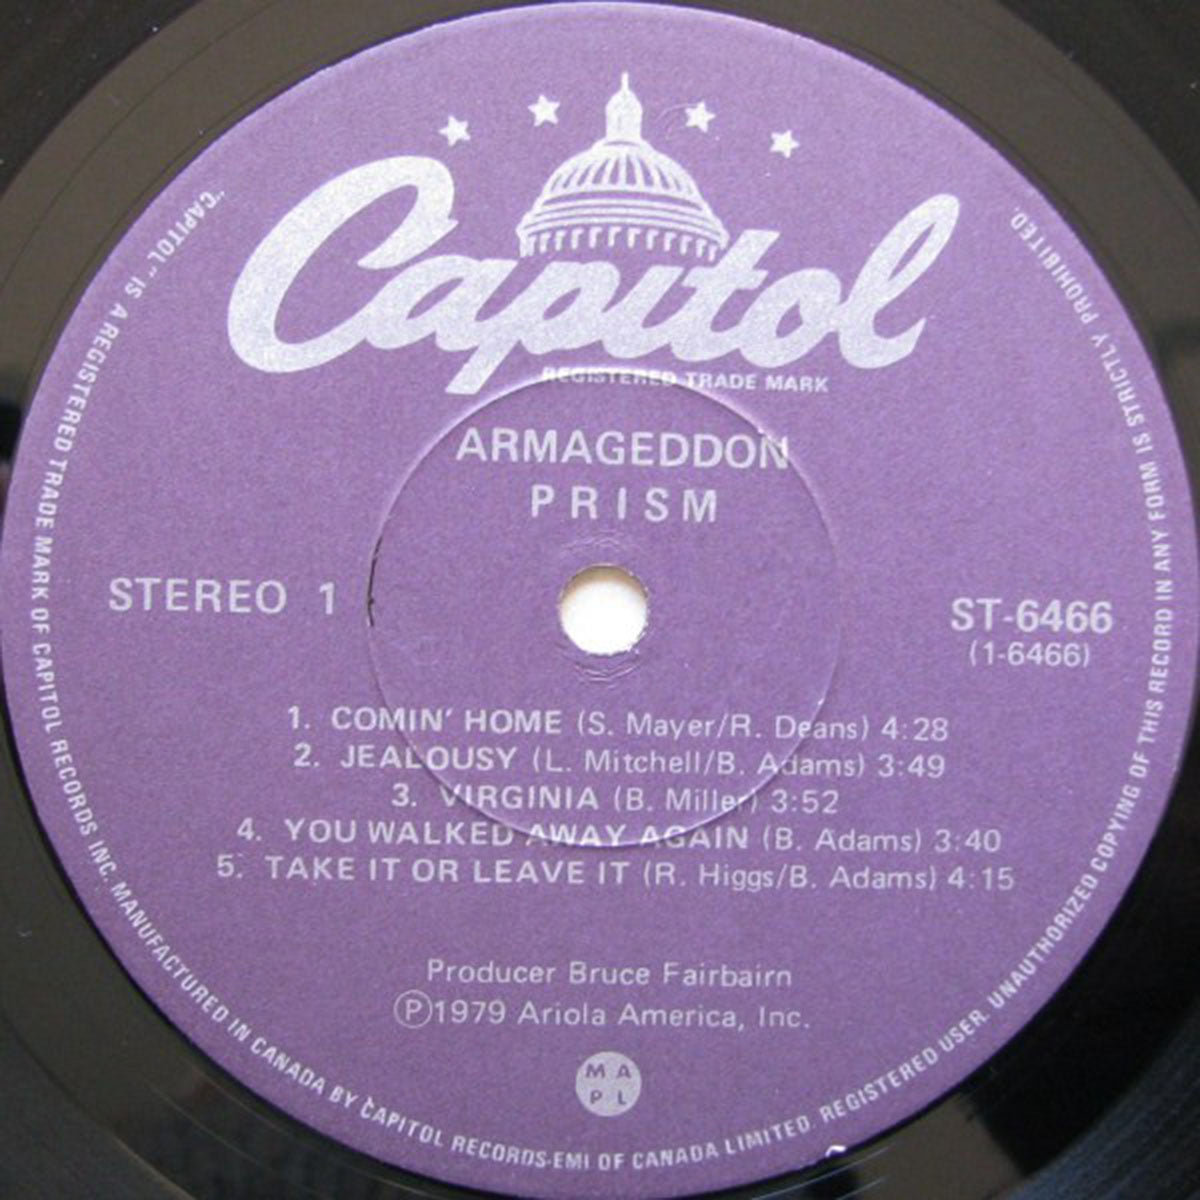 Capitol
REGISTERED TRADE MARK
ARMAGEDDON
PRISM
STEREO 1
ST-6466
(1-6466)
1. COMIN' HOME (S. Mayer/R. Deans) 4:28
2. JEALOUSY (L. Mitchell/B. Adams) 3:49
3. VIRGINIA (B. Miller) 3:52
4. YOU WALKED AWAY AGAIN (B. Adams) 3:40
5. TAKE IT OR LEAVE IT (R. Higgs/B. Adams) 4:15
Producer Bruce Fairbairn
Ⓟ1979 Ariola America, Inc.
M A
P L
"CAPITOL" IS A REGISTERED TRADE MARK OF CAPITOL RECORDS INC. MANUFACTURED IN CANADA BY CAPITOL RECORDS-EMI OF CANADA LIMITED. REGISTERED USER. UNAUTHORIZED COPYING OF THIS RECORD IN ANY FORM IS STRICTLY PROHIBITED.